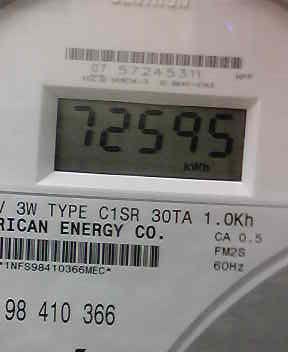 07 57245311
72595
kWh
V 3W TYPE C1SR 30TA 1.0Kh
RICAN ENERGY CO.
CA 0.5
FM2S
60Hz
*1NFS98410366MEC*
98 410 366